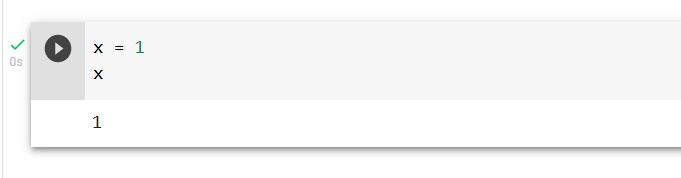 x = 1
0s
x
1